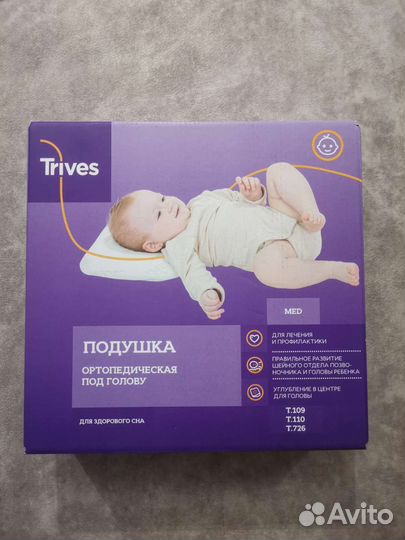 Trives
MED
ПОДУШКА
ОРТОПЕДИЧЕСКАЯ
ПОД ГОЛОВУ
ДЛЯ ЗДОРОВОГО СНА
ДЛЯ ЛЕЧЕНИЯ
И ПРОФИЛАКТИКИ
ПРАВИЛЬНОЕ РАЗВИТИЕ
ШЕЙНОГО ОТДЕЛА ПОЗВО-
НОЧНИКА И ГОЛОВЫ РЕБЕНКА
УГЛУБЛЕНИЕ В ЦЕНТРЕ
ДЛЯ ГОЛОВЫ
Т.109
Т.110
Т.726
Avito